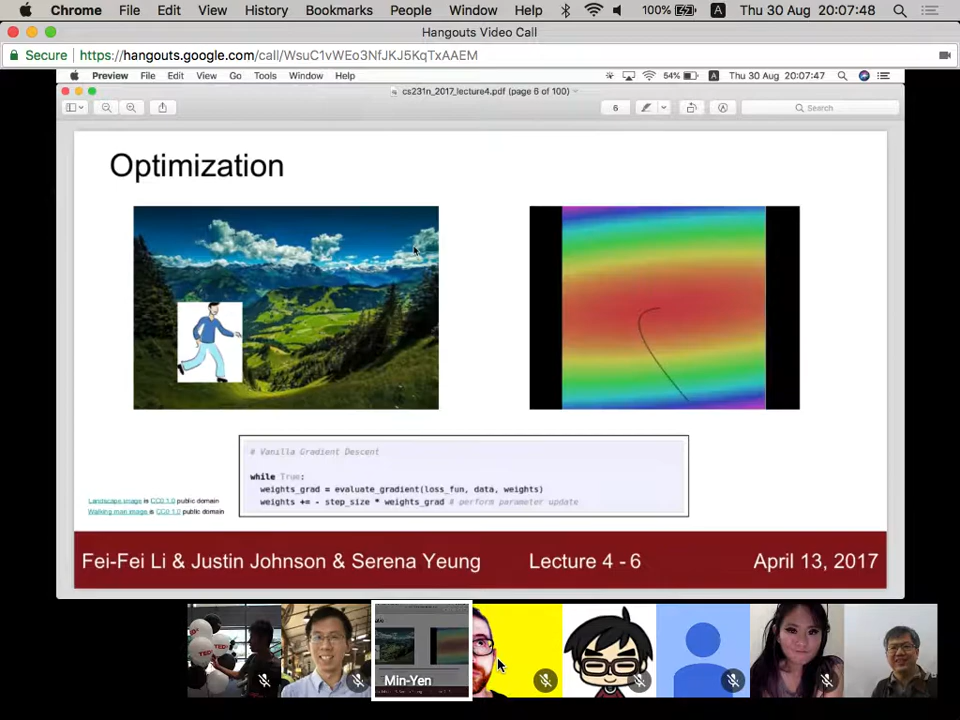 Chrome File Edit View History Bookmarks People Window Help 100% A Thu 30 Aug 20:07:48
Hangouts Video Call
Secure https://hangouts.google.com/call/WsuC1vWEo3NfJKJ5KqTxAAEM
Preview File Edit View Go Tools Window Help 54% A Thu 30 Aug 20:07:47
cs231n_2017_lecture4.pdf (page 6 of 100)
6 Search
Optimization
# Vanilla Gradient Descent
while True:
weights_grad = evaluate_gradient(loss_fun, data, weights)
weights += - step_size * weights_grad # perform parameter update
Landscape image is CC0 1.0 public domain
Walking man image is CC0 1.0 public domain
Fei-Fei Li & Justin Johnson & Serena Yeung Lecture 4 - 6 April 13, 2017
Min-Yen